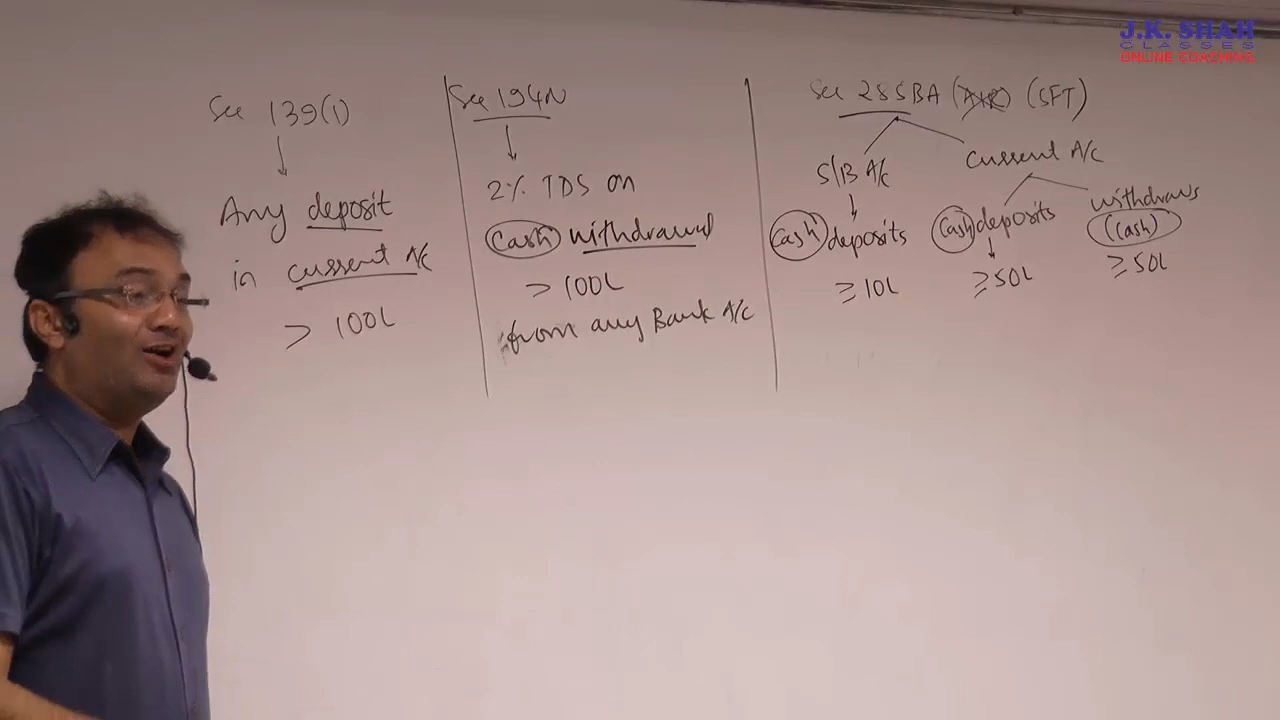 J.K. SHAH
CLASSES
ONLINE COACHING
Sec 139(1)
Any deposit
in current A/c
> 100L
Sec 194N
2% TDS on
cash withdrawal
> 100L
from any Bank A/c
Sec 285BA (AIR) (SFT)
S/B A/c
cash deposits
≥ 10L
Current A/c
cash deposits
≥ 50L
withdraws
(cash)
≥ 50L